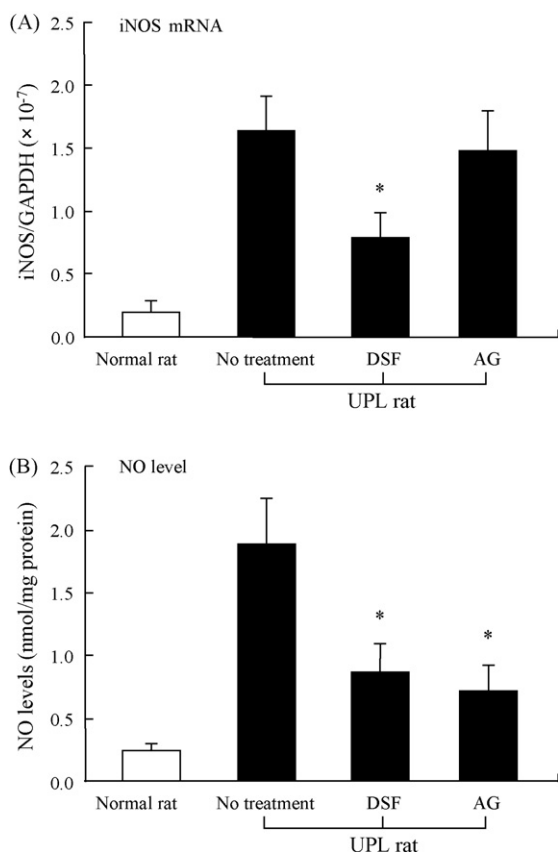 (A) iNOS mRNA
2.5
2.0
1.5
1.0
0.5
0.0
iNOS/GAPDH (× 10⁻⁷)
*
Normal rat No treatment DSF AG
UPL rat
(B) NO level
2.5
2.0
1.5
1.0
0.5
0.0
NO levels (nmol/mg protein)
* *
Normal rat No treatment DSF AG
UPL rat